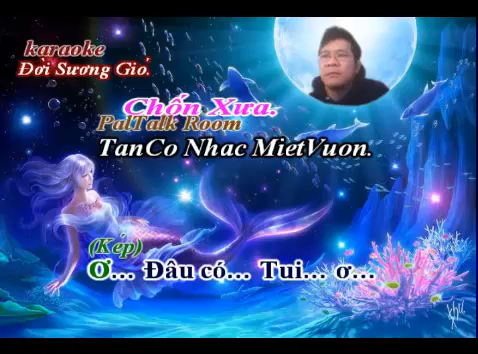 karaoke
Đời Sương Gió.
Chốn Xưa.
PalTalk Room
TanCo Nhac MietVuon.
(Kép)
Ơ... Đâu có... Tui... ơ...